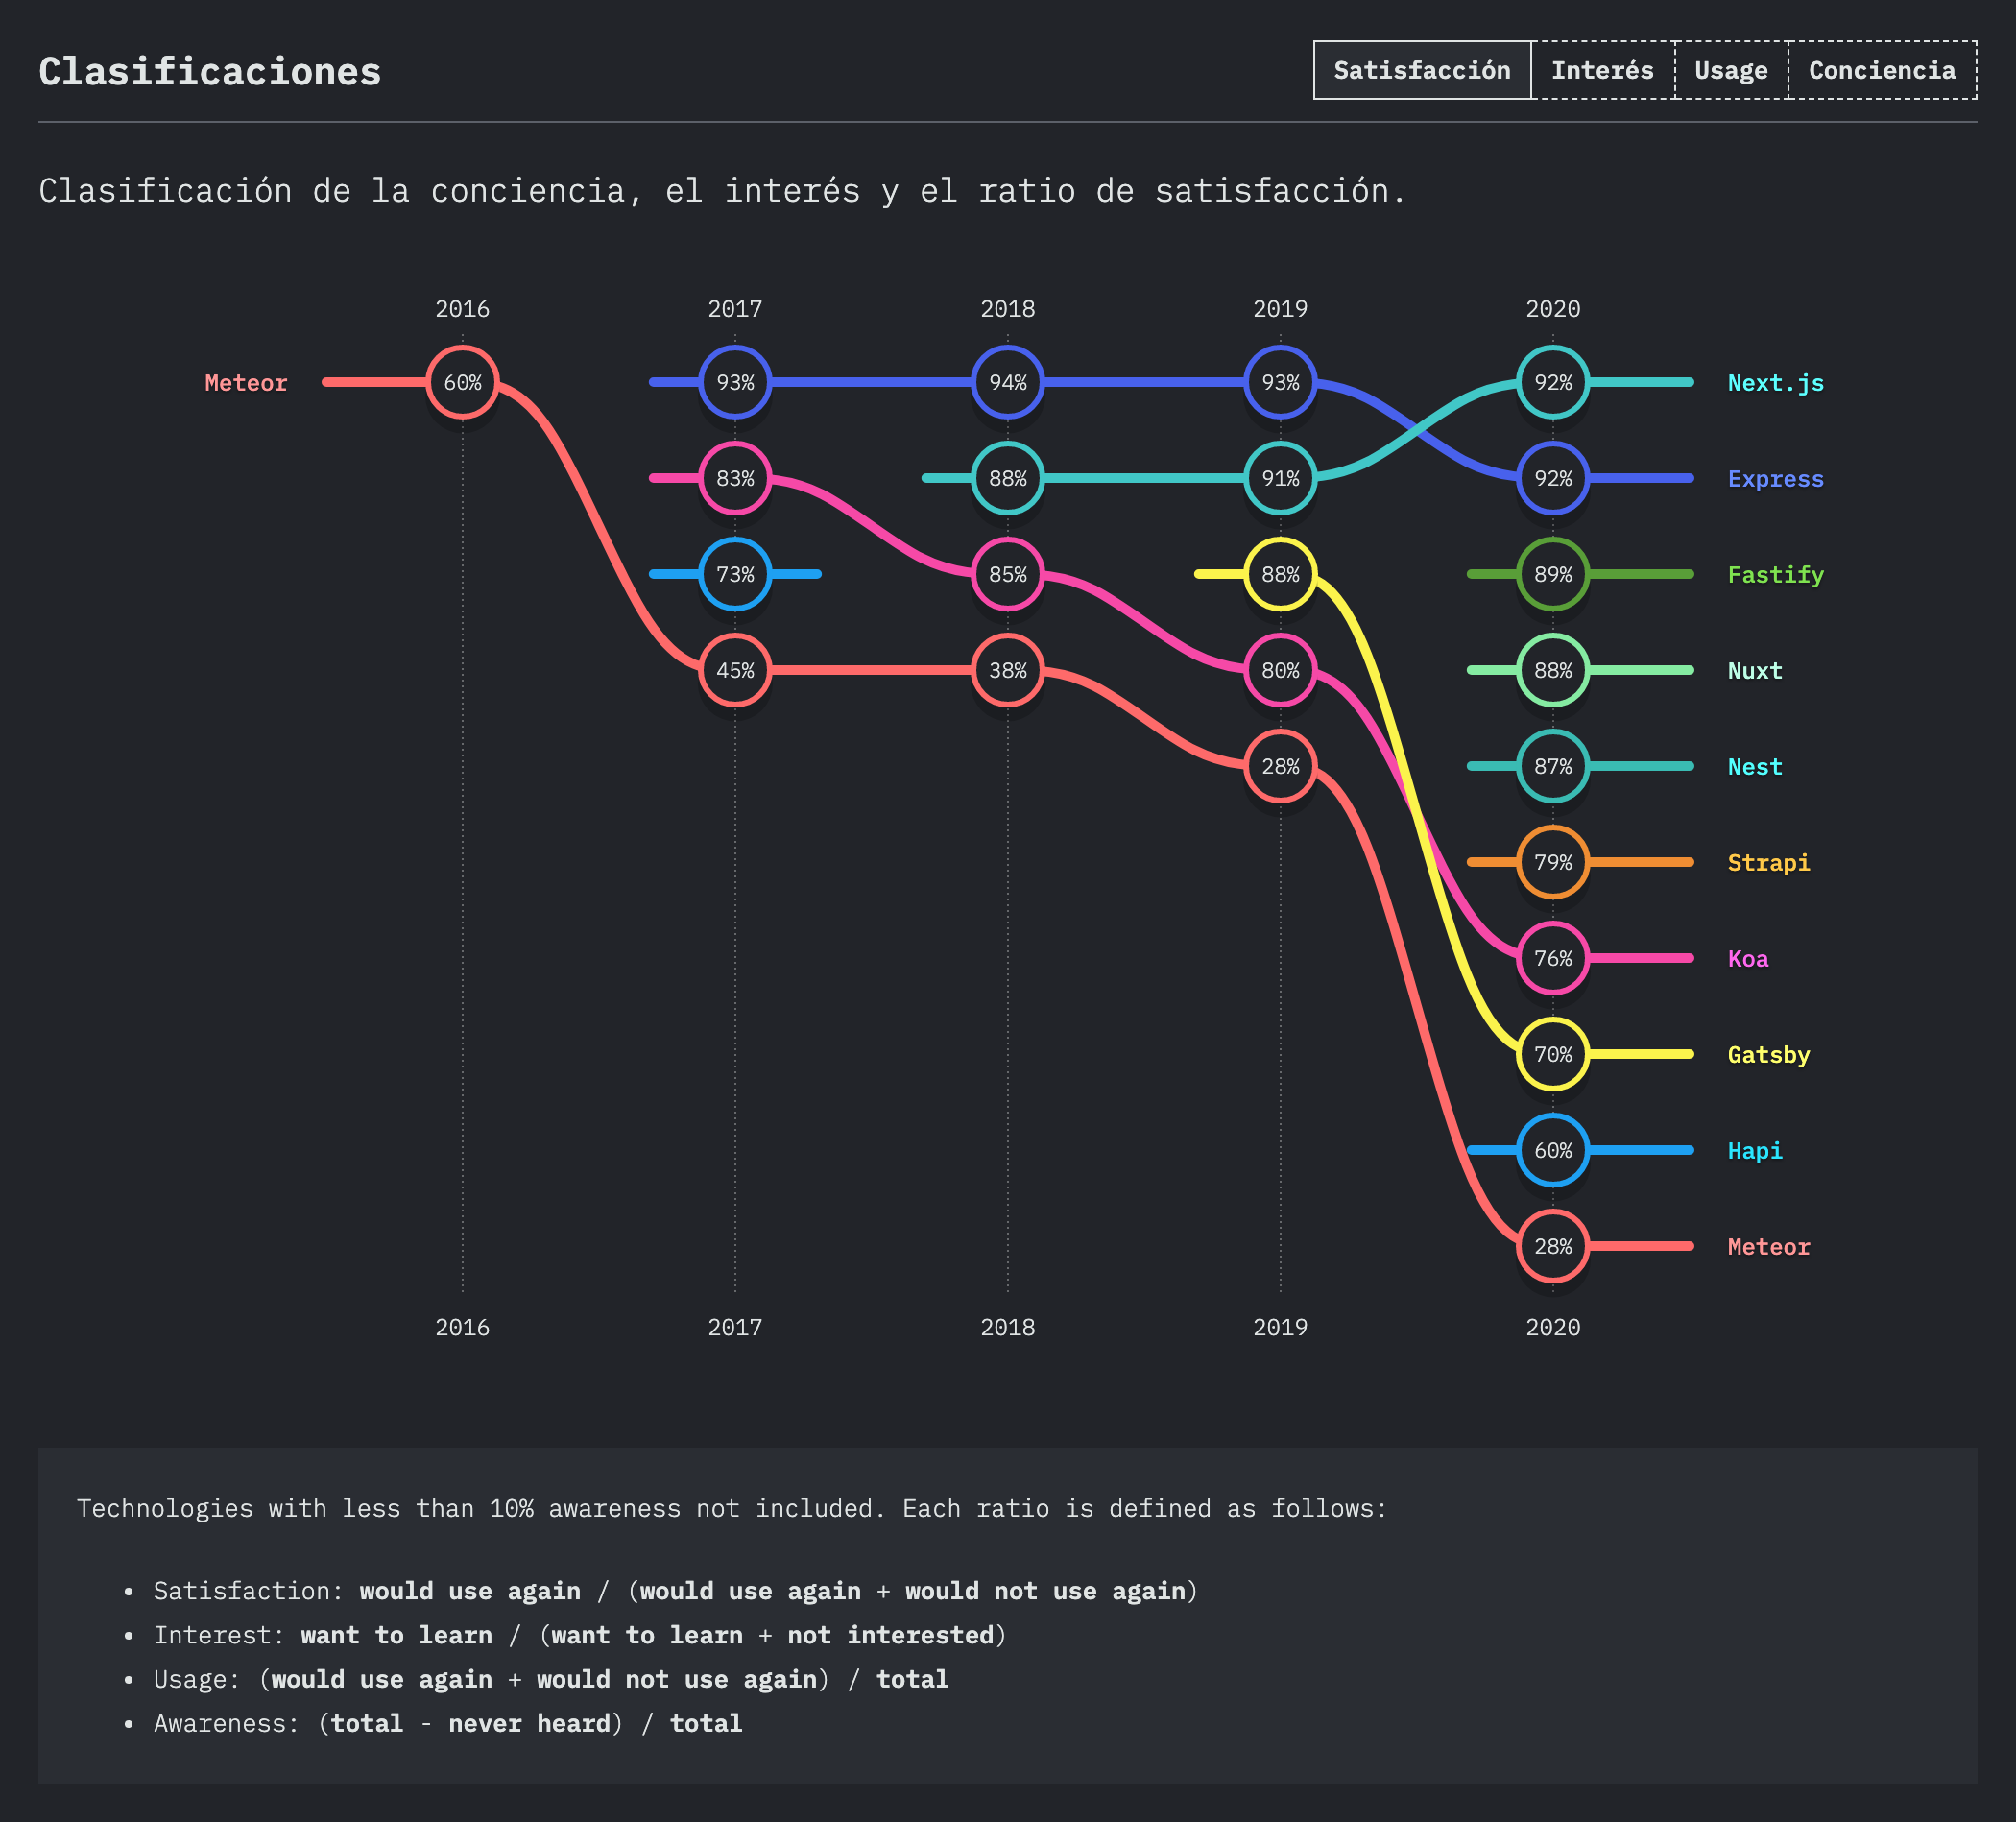 Clasificaciones
Satisfacción Interés Usage Conciencia
Clasificación de la conciencia, el interés y el ratio de satisfacción.
2016 2017 2018 2019 2020
Meteor 60% 93% 94% 93% 92% Next.js
83% 88% 91% 92% Express
73% 85% 88% 89% Fastify
45% 38% 80% 88% Nuxt
28% 87% Nest
79% Strapi
76% Koa
70% Gatsby
60% Hapi
28% Meteor
2016 2017 2018 2019 2020
Technologies with less than 10% awareness not included. Each ratio is defined as follows:
• Satisfaction: would use again / (would use again + would not use again)
• Interest: want to learn / (want to learn + not interested)
• Usage: (would use again + would not use again) / total
• Awareness: (total - never heard) / total